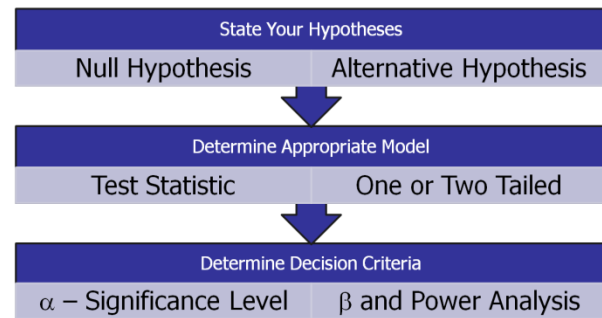 State Your Hypotheses
Null Hypothesis Alternative Hypothesis
Determine Appropriate Model
Test Statistic One or Two Tailed
Determine Decision Criteria
α – Significance Level β and Power Analysis